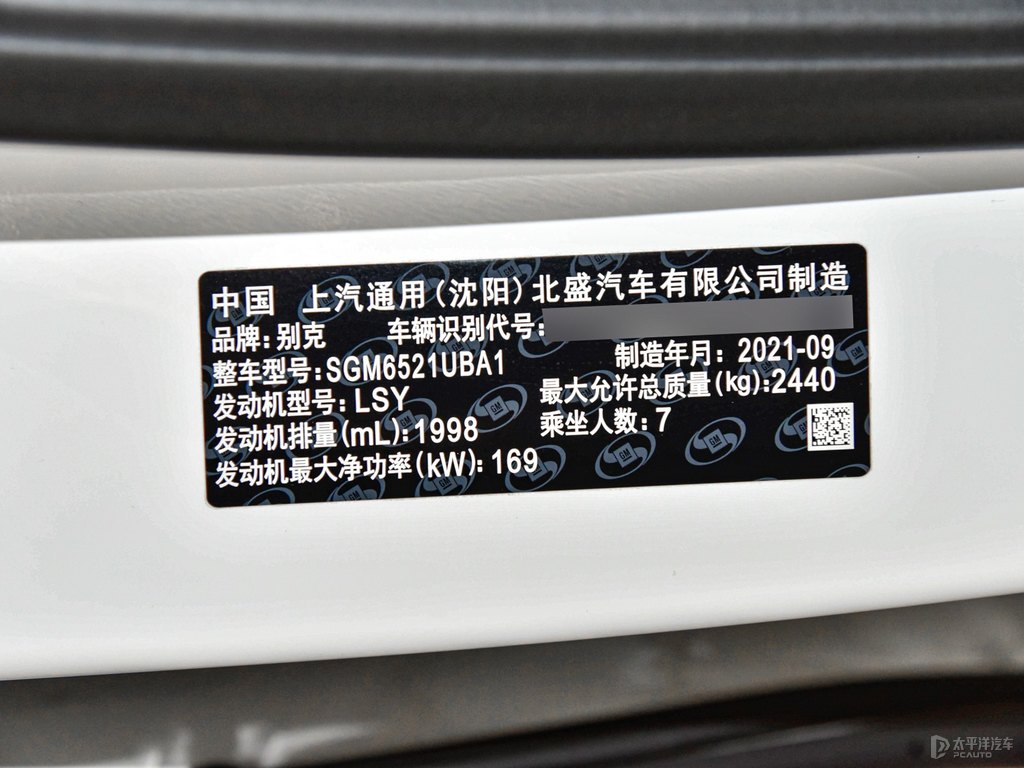 中国 上汽通用(沈阳)北盛汽车有限公司制造
品牌:别克 车辆识别代号:
整车型号:SGM6521UBA1 制造年月:2021-09
发动机型号:LSY 最大允许总质量(kg):2440
发动机排量(mL):1998 乘坐人数:7
发动机最大净功率(kW):169
GM
太平洋汽车
PCAUTO